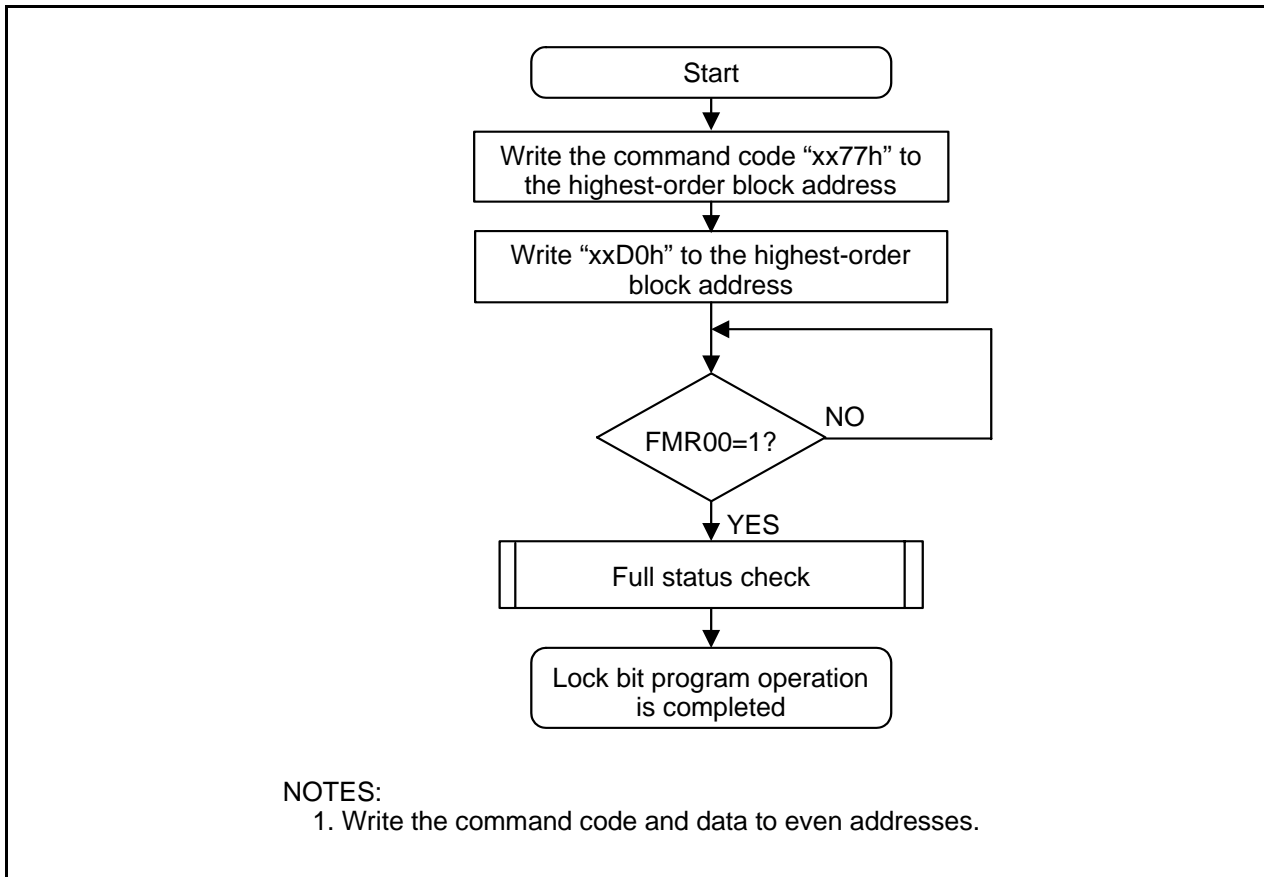 Start
Write the command code “xx77h” to
the highest-order block address
Write “xxD0h” to the highest-order
block address
FMR00=1?
NO
YES
Full status check
Lock bit program operation
is completed
NOTES:
1. Write the command code and data to even addresses.